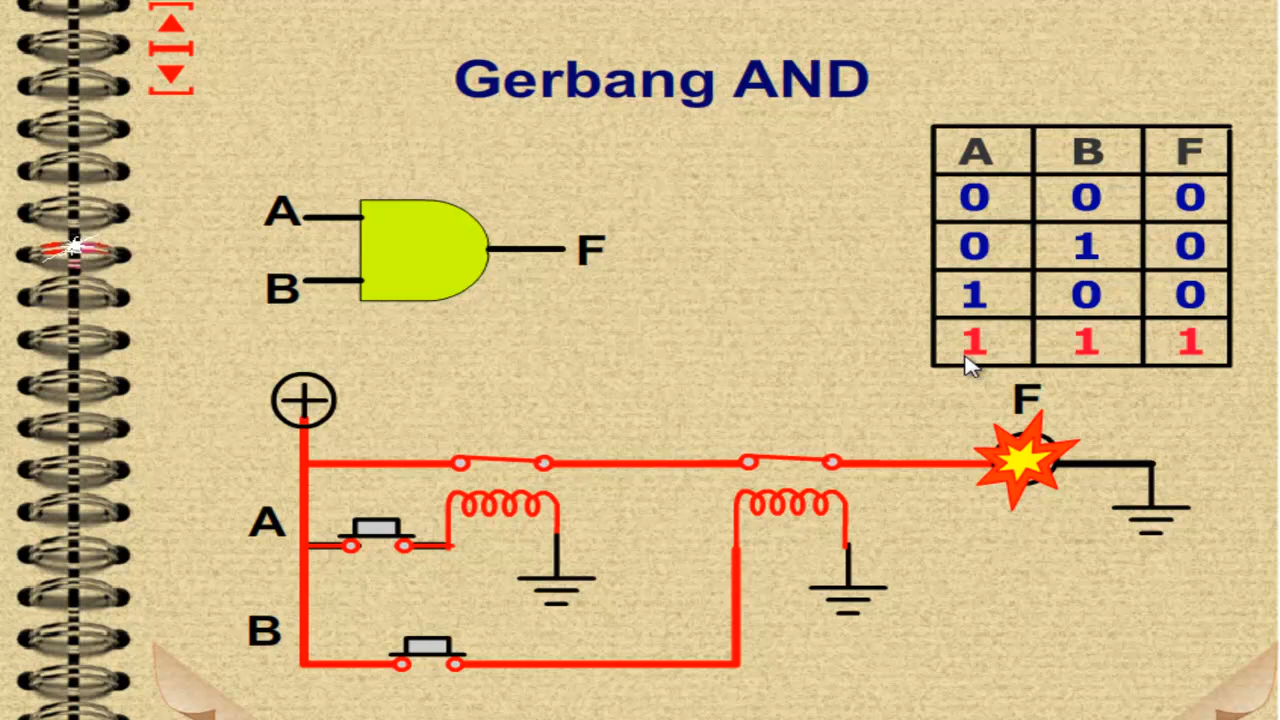 Gerbang AND
A B F
0 0 0
0 1 0
1 0 0
1 1 1
A
F
B
F
A
B